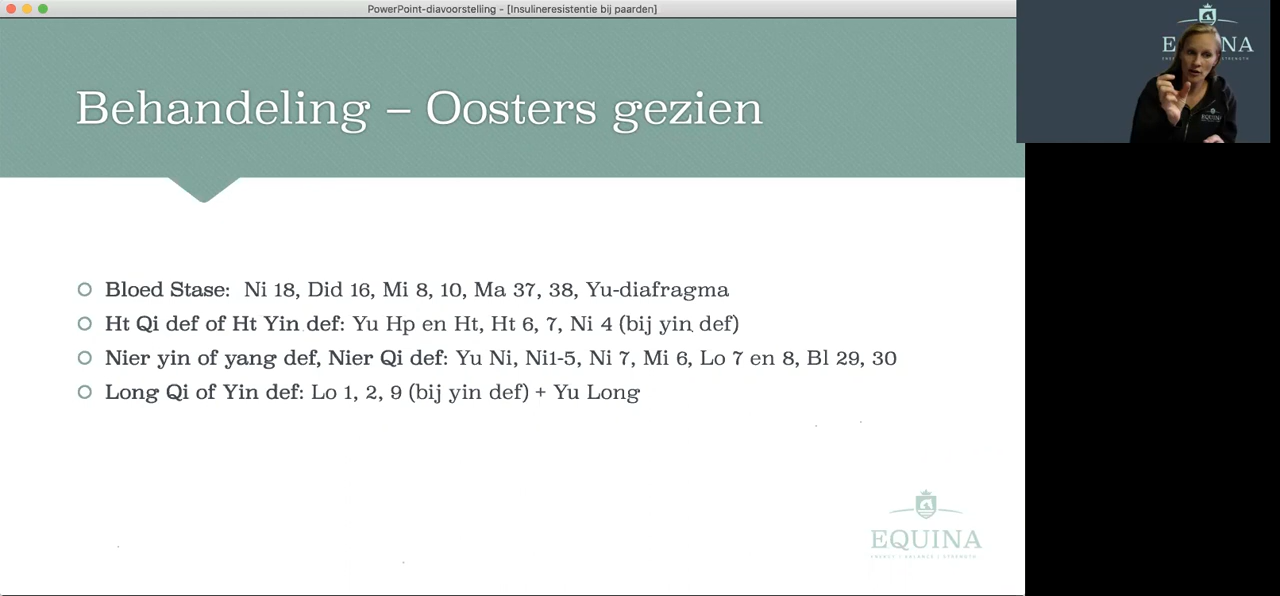 PowerPoint-diavoorstelling - [Insulineresistentie bij paarden]
Behandeling – Oosters gezien
Bloed Stase: Ni 18, Did 16, Mi 8, 10, Ma 37, 38, Yu-diafragma
Ht Qi def of Ht Yin def: Yu Hp en Ht, Ht 6, 7, Ni 4 (bij yin def)
Nier yin of yang def, Nier Qi def: Yu Ni, Ni1-5, Ni 7, Mi 6, Lo 7 en 8, Bl 29, 30
Long Qi of Yin def: Lo 1, 2, 9 (bij yin def) + Yu Long
EQUINA
ENERGY | BALANCE | STRENGTH